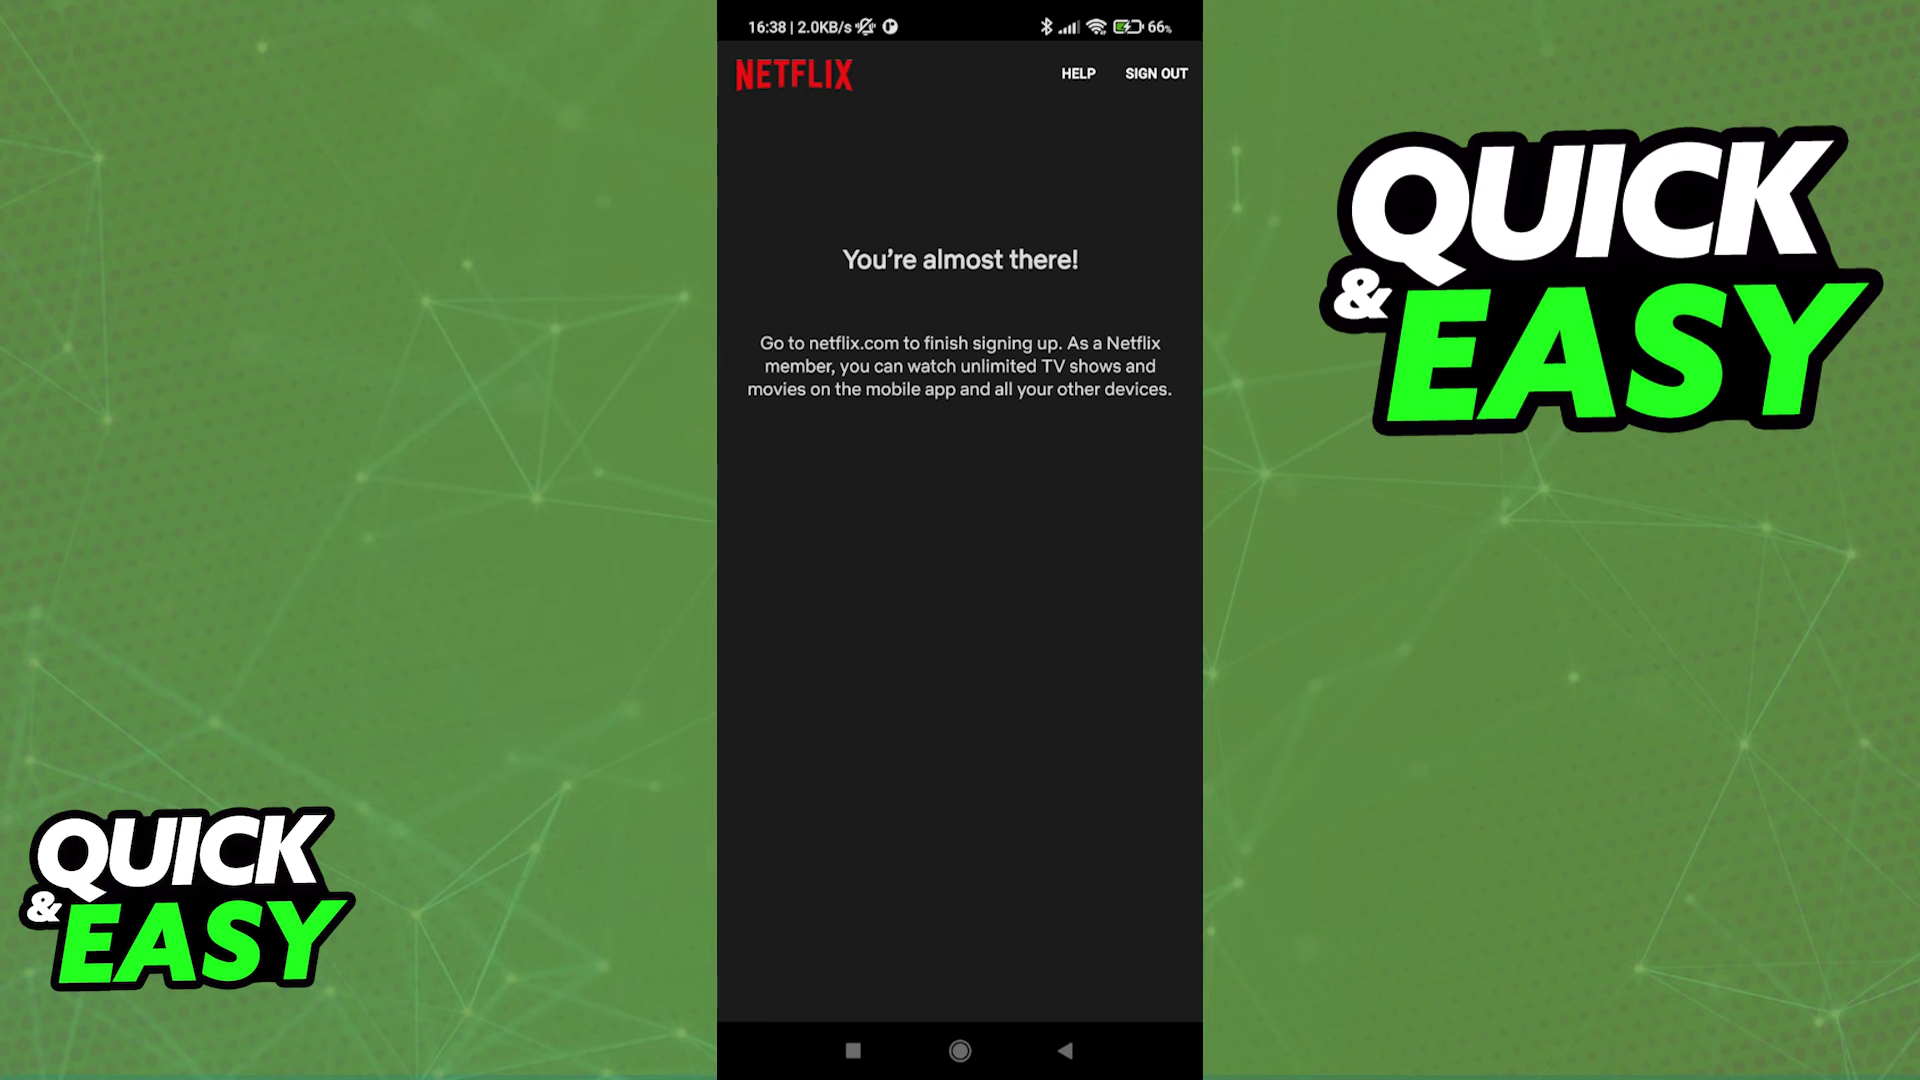 16:38 | 2.0KB/s
66%
NETFLIX
HELP
SIGN OUT
You're almost there!
Go to netflix.com to finish signing up. As a Netflix
member, you can watch unlimited TV shows and
movies on the mobile app and all your other devices.
QUICK
& EASY
QUICK
& EASY